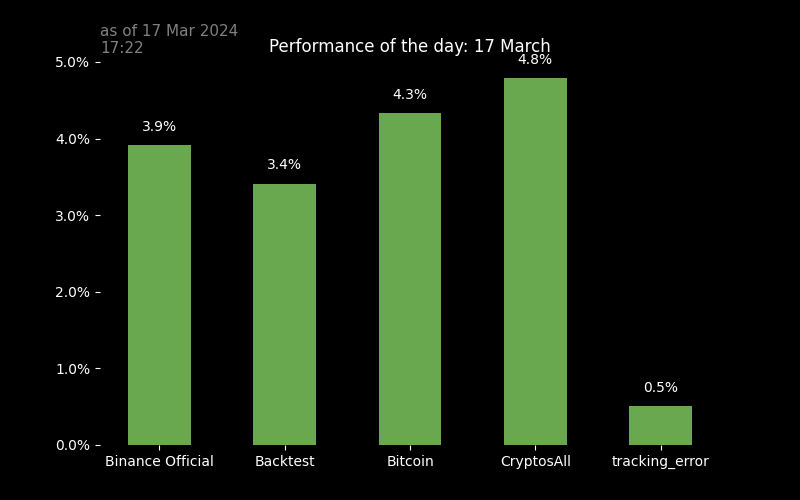 as of 17 Mar 2024
17:22
Performance of the day: 17 March
5.0%
4.0%
3.0%
2.0%
1.0%
0.0%
3.9%
3.4%
4.3%
4.8%
0.5%
Binance Official
Backtest
Bitcoin
CryptosAll
tracking_error